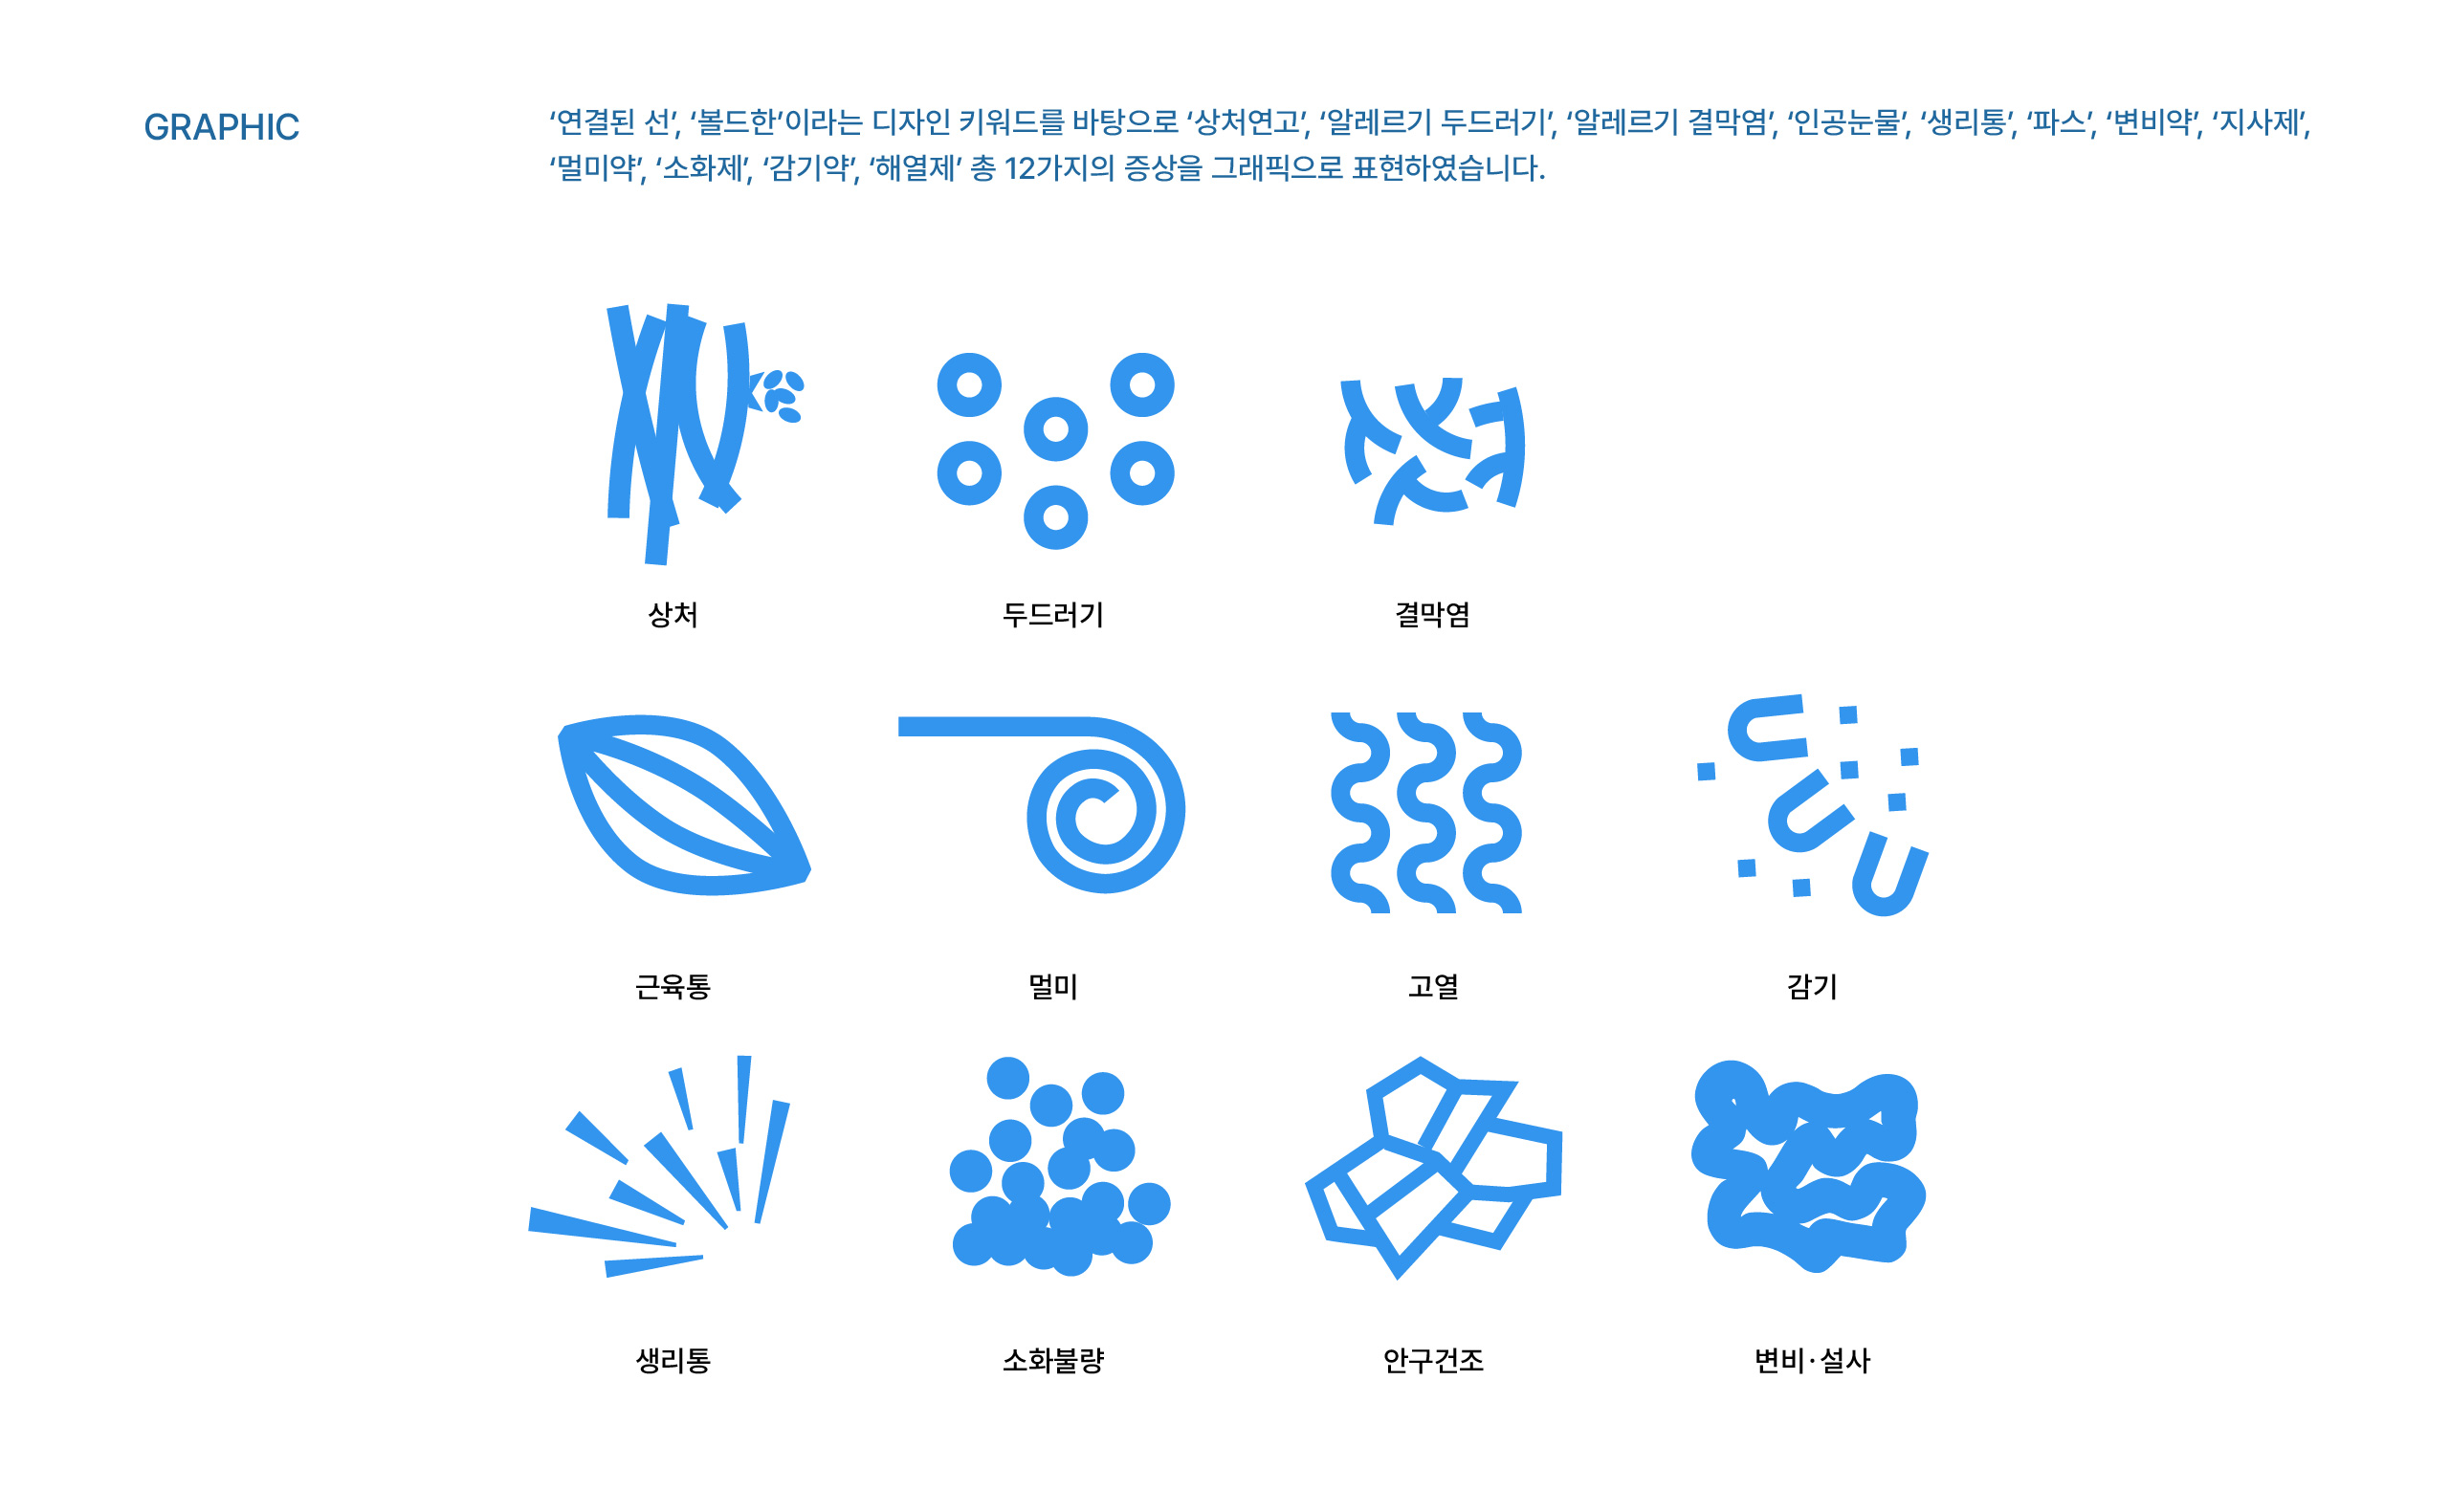 GRAPHIC
‘연결된 선’, ‘볼드한’이라는 디자인 키워드를 바탕으로 ‘상처연고’, ‘알레르기 두드러기’, ‘알레르기 결막염’, ‘인공눈물’, ‘생리통’, ‘파스’, ‘변비약’, ‘지사제’,
‘멀미약’, ‘소화제’, ‘감기약’, ‘해열제’ 총 12가지의 증상을 그래픽으로 표현하였습니다.
상처
두드러기
결막염
근육통
멀미
고열
감기
생리통
소화불량
안구건조
변비·설사